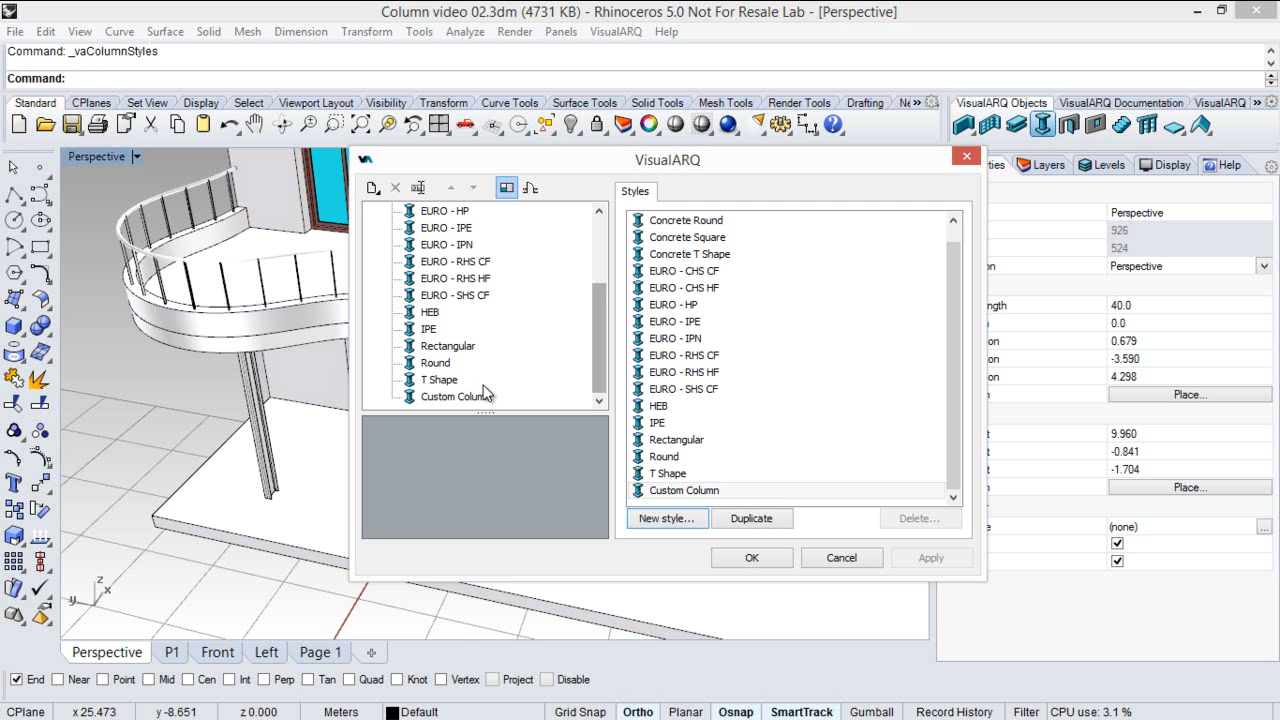 Column video 02.3dm (4731 KB) - Rhinoceros 5.0 Not For Resale Lab - [Perspective]
File Edit View Curve Surface Solid Mesh Dimension Transform Tools Analyze Render Panels VisualARQ Help
Command: _vaColumnStyles
Command:
Standard CPlanes Set View Display Select Viewport Layout Visibility Transform Curve Tools Surface Tools Solid Tools Mesh Tools Render Tools Drafting
VisualARQ Objects VisualARQ Documentation VisualARQ
Perspective
VisualARQ
Layers Levels Display Help
EURO - HP
EURO - IPE
EURO - IPN
EURO - RHS CF
EURO - RHS HF
EURO - SHS CF
HEB
IPE
Rectangular
Round
T Shape
Custom Column
Styles
Concrete Round
Concrete Square
Concrete T Shape
EURO - CHS CF
EURO - CHS HF
EURO - HP
EURO - IPE
EURO - IPN
EURO - RHS CF
EURO - RHS HF
EURO - SHS CF
HEB
IPE
Rectangular
Round
T Shape
Custom Column
New style... Duplicate Delete...
OK Cancel Apply
Perspective
926
524
Perspective
40.0
0.0
0.679
-3.590
4.298
Place...
9.960
-0.841
-1.704
Place...
(none) ...
z
y x
Perspective P1 Front Left Page 1
End Near Point Mid Cen Int Perp Tan Quad Knot Vertex Project Disable
CPlane x 25.473 y -8.651 z 0.000 Meters Default Grid Snap Ortho Planar Osnap SmartTrack Gumball Record History Filter CPU use: 3.1 %